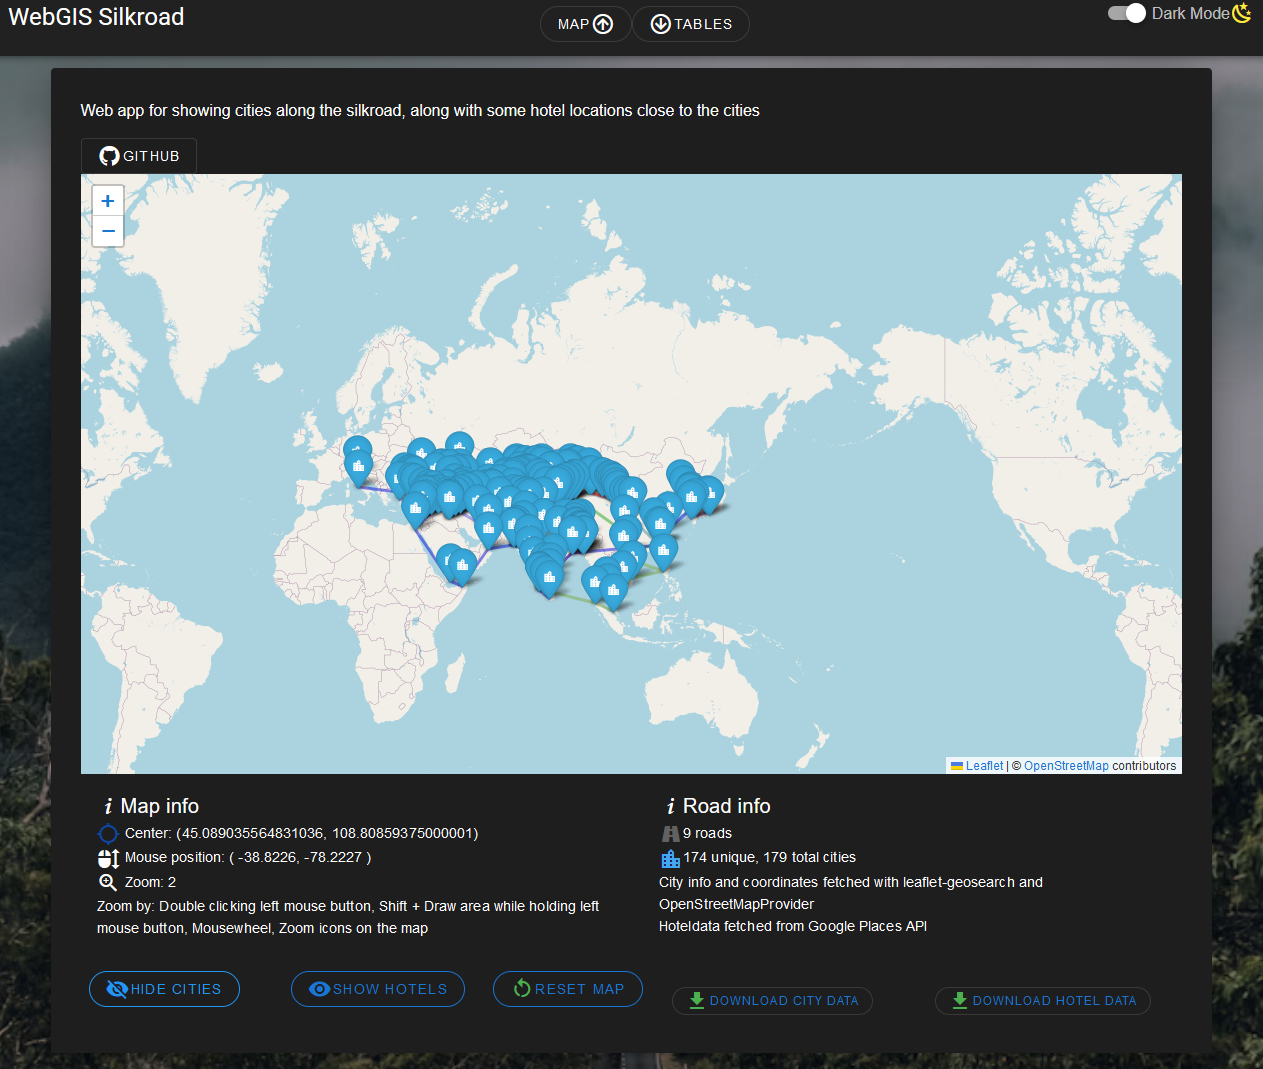 WebGIS Silkroad
MAP
TABLES
Dark Mode
Web app for showing cities along the silkroad, along with some hotel locations close to the cities
GITHUB
+
−
Leaflet | © OpenStreetMap contributors
Map info
Center: (45.089035564831036, 108.80859375000001)
Mouse position: ( -38.8226, -78.2227 )
Zoom: 2
Zoom by: Double clicking left mouse button, Shift + Draw area while holding left
mouse button, Mousewheel, Zoom icons on the map
Road info
9 roads
174 unique, 179 total cities
City info and coordinates fetched with leaflet-geosearch and
OpenStreetMapProvider
Hoteldata fetched from Google Places API
HIDE CITIES
SHOW HOTELS
RESET MAP
DOWNLOAD CITY DATA
DOWNLOAD HOTEL DATA